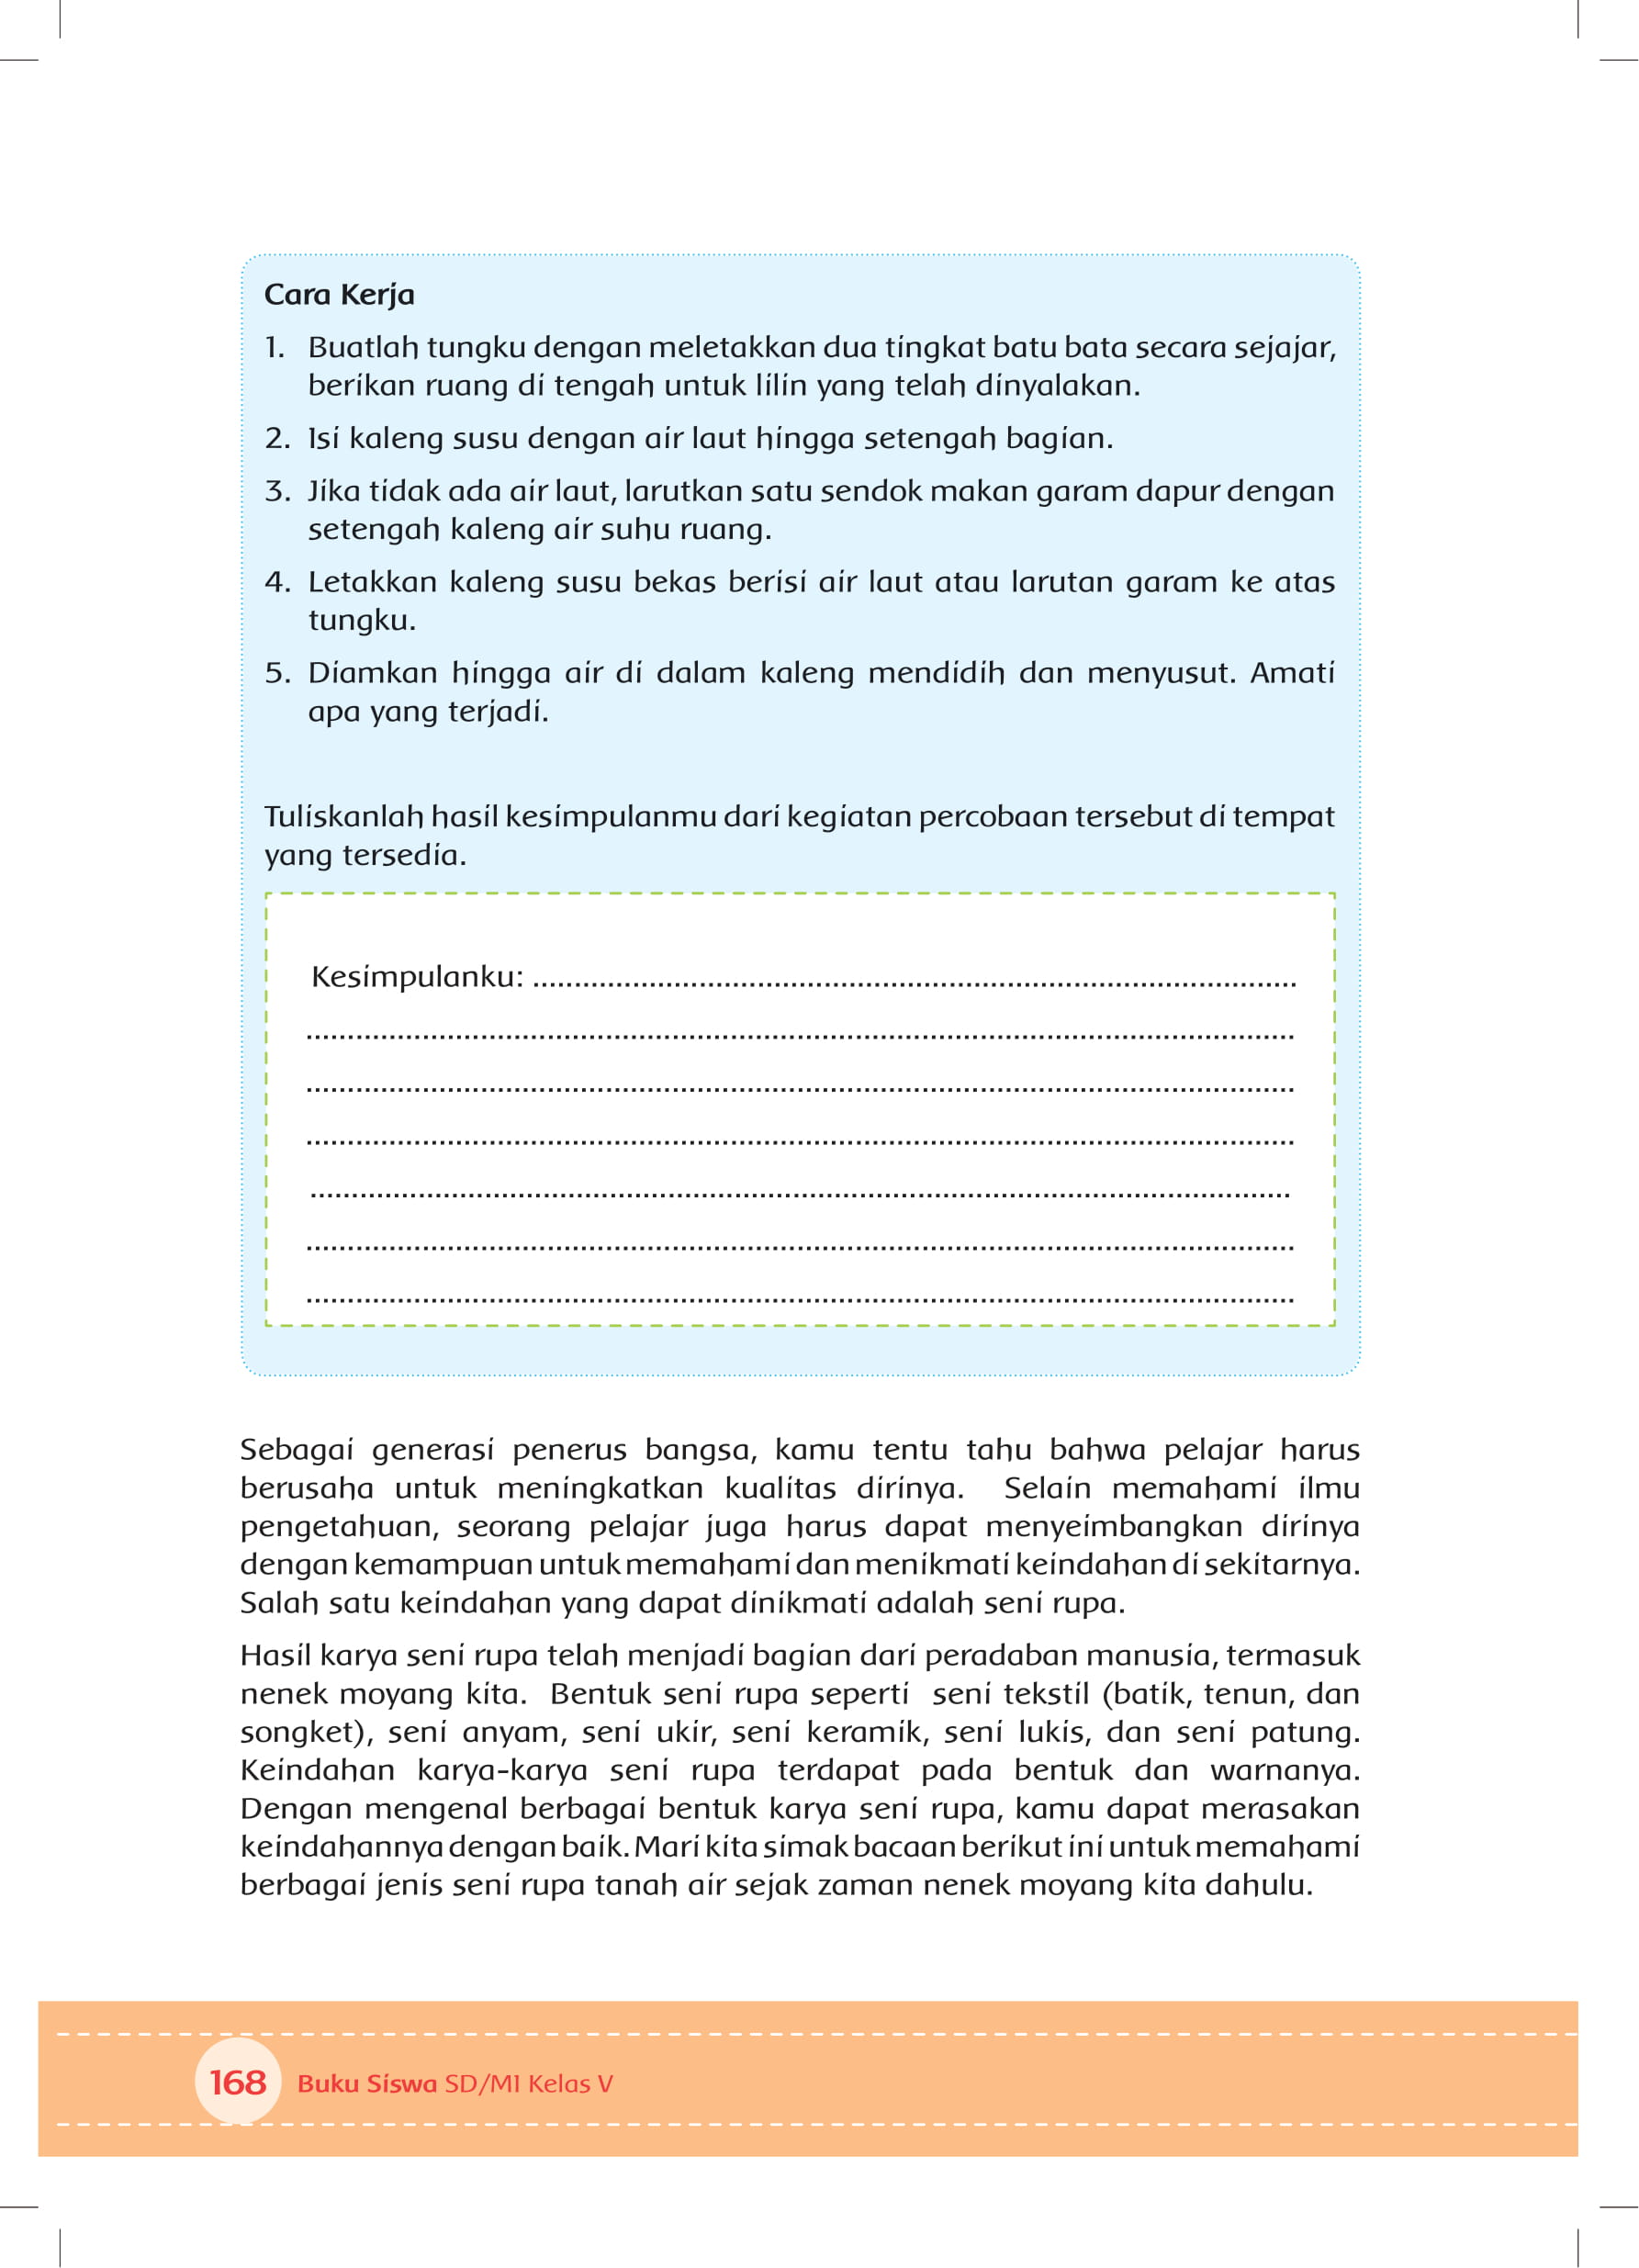 Cara Kerja
1. Buatlah tungku dengan meletakkan dua tingkat batu bata secara sejajar,
berikan ruang di tengah untuk lilin yang telah dinyalakan.
2. Isi kaleng susu dengan air laut hingga setengah bagian.
3. Jika tidak ada air laut, larutkan satu sendok makan garam dapur dengan
setengah kaleng air suhu ruang.
4. Letakkan kaleng susu bekas berisi air laut atau larutan garam ke atas
tungku.
5. Diamkan hingga air di dalam kaleng mendidih dan menyusut. Amati
apa yang terjadi.
Tuliskanlah hasil kesimpulanmu dari kegiatan percobaan tersebut di tempat
yang tersedia.
Kesimpulanku: ..........................................................................................
....................................................................................................................
....................................................................................................................
....................................................................................................................
....................................................................................................................
....................................................................................................................
....................................................................................................................
Sebagai generasi penerus bangsa, kamu tentu tahu bahwa pelajar harus
berusaha untuk meningkatkan kualitas dirinya. Selain memahami ilmu
pengetahuan, seorang pelajar juga harus dapat menyeimbangkan dirinya
dengan kemampuan untuk memahami dan menikmati keindahan di sekitarnya.
Salah satu keindahan yang dapat dinikmati adalah seni rupa.
Hasil karya seni rupa telah menjadi bagian dari peradaban manusia, termasuk
nenek moyang kita. Bentuk seni rupa seperti seni tekstil (batik, tenun, dan
songket), seni anyam, seni ukir, seni keramik, seni lukis, dan seni patung.
Keindahan karya-karya seni rupa terdapat pada bentuk dan warnanya.
Dengan mengenal berbagai bentuk karya seni rupa, kamu dapat merasakan
keindahannya dengan baik. Mari kita simak bacaan berikut ini untuk memahami
berbagai jenis seni rupa tanah air sejak zaman nenek moyang kita dahulu.
168 Buku Siswa SD/MI Kelas V